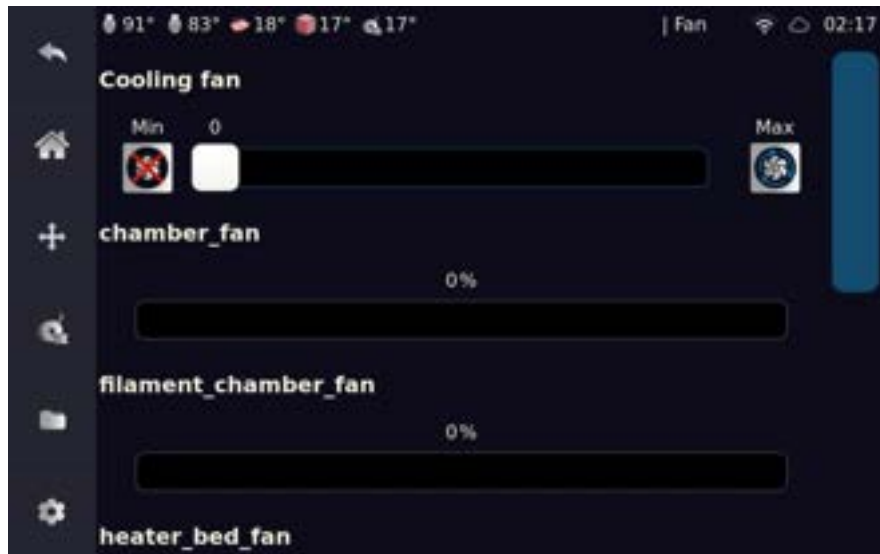 91° 83° 18° 17° 17° | Fan 02:17
Cooling fan
Min 0 Max
chamber_fan
0%
filament_chamber_fan
0%
heater_bed_fan